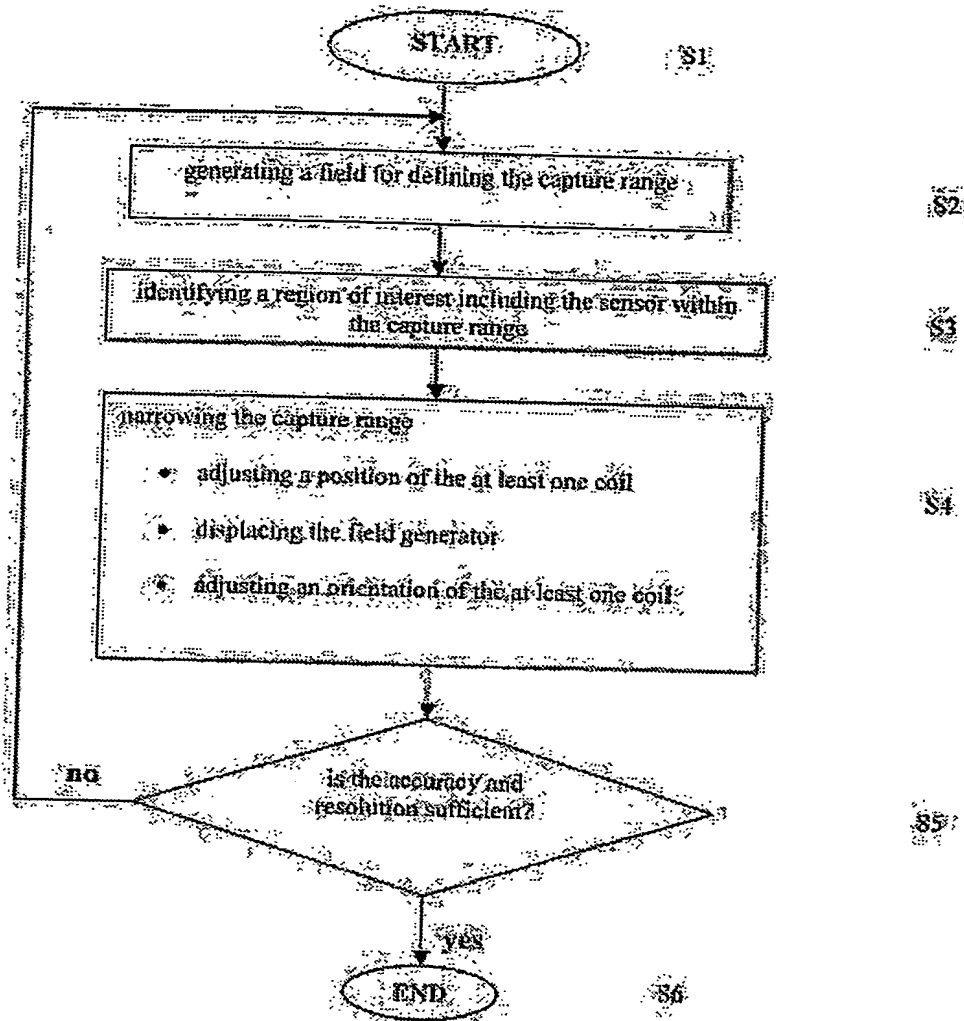 START
S1
generating a field for defining the capture range
S2
identifying a region of interest including the sensor within
the capture range
S3
narrowing the capture range
• adjusting a position of the at least one coil
• displacing the field generator
• adjusting an orientation of the at least one coil
S4
no
is the accuracy and
resolution sufficient?
S5
yes
END
S6